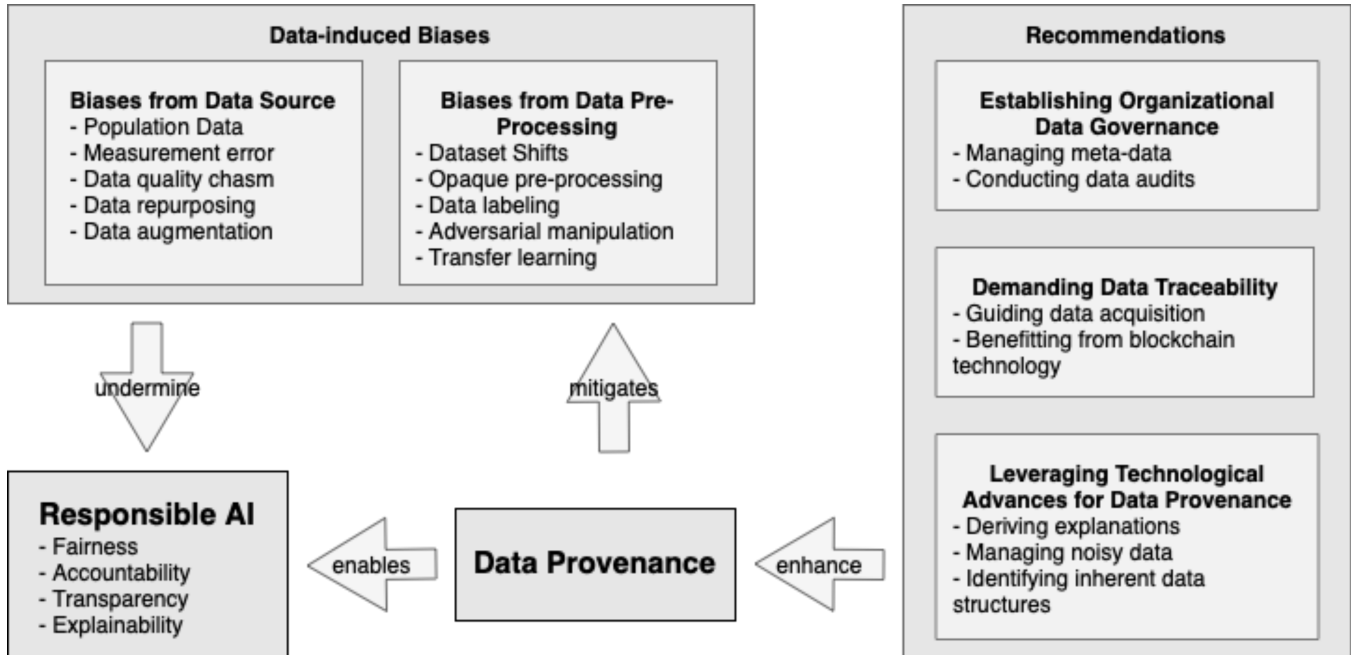 Data-induced Biases
Biases from Data Source
- Population Data
- Measurement error
- Data quality chasm
- Data repurposing
- Data augmentation
Biases from Data Pre-
Processing
- Dataset Shifts
- Opaque pre-processing
- Data labeling
- Adversarial manipulation
- Transfer learning
undermine
mitigates
Responsible AI
- Fairness
- Accountability
- Transparency
- Explainability
enables
Data Provenance
enhance
Recommendations
Establishing Organizational
Data Governance
- Managing meta-data
- Conducting data audits
Demanding Data Traceability
- Guiding data acquisition
- Benefitting from blockchain
technology
Leveraging Technological
Advances for Data Provenance
- Deriving explanations
- Managing noisy data
- Identifying inherent data
structures